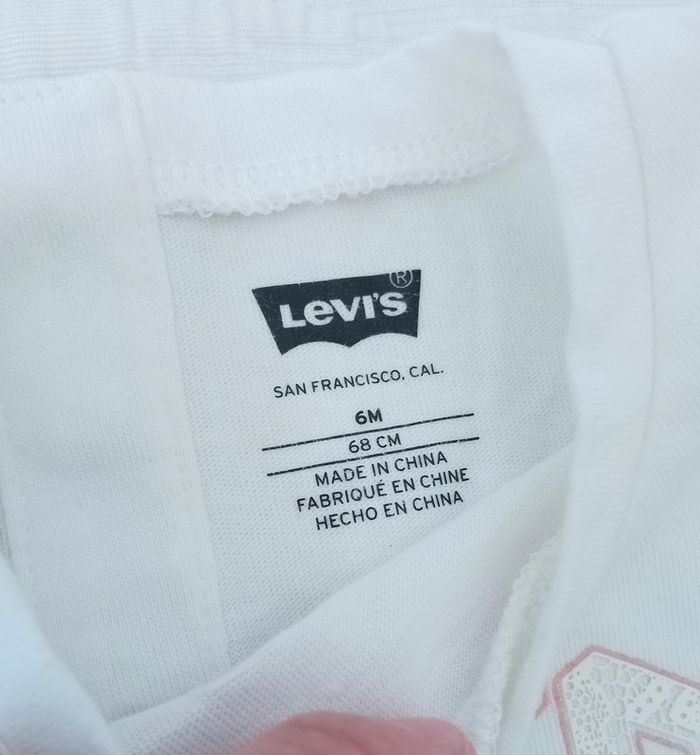 Levi's ®
SAN FRANCISCO, CAL.
6M
68 CM
MADE IN CHINA
FABRIQUÉ EN CHINE
HECHO EN CHINA